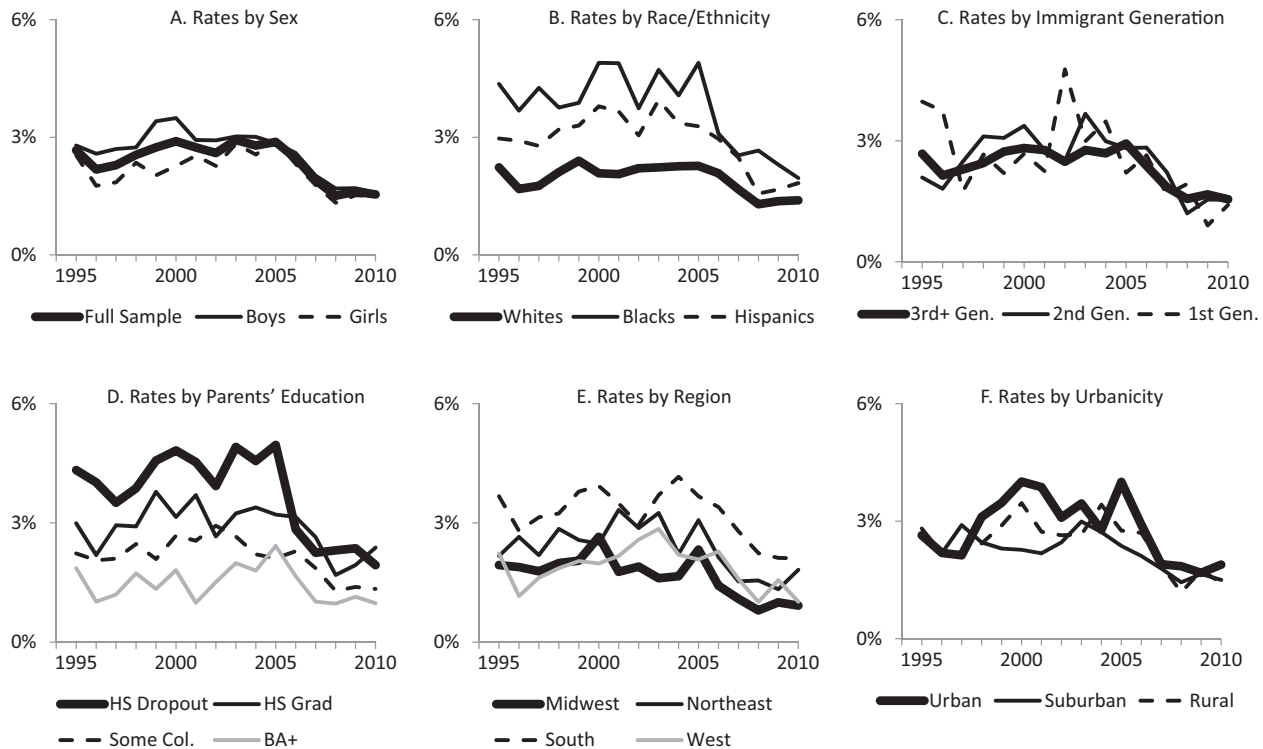 A. Rates by Sex
6%
3%
0%
1995 2000 2005 2010
Full Sample Boys Girls
B. Rates by Race/Ethnicity
6%
3%
0%
1995 2000 2005 2010
Whites Blacks Hispanics
C. Rates by Immigrant Generation
6%
3%
0%
1995 2000 2005 2010
3rd+ Gen. 2nd Gen. 1st Gen.
D. Rates by Parents’ Education
6%
3%
0%
1995 2000 2005 2010
HS Dropout HS Grad
Some Col. BA+
E. Rates by Region
6%
3%
0%
1995 2000 2005 2010
Midwest Northeast
South West
F. Rates by Urbanicity
6%
3%
0%
1995 2000 2005 2010
Urban Suburban Rural